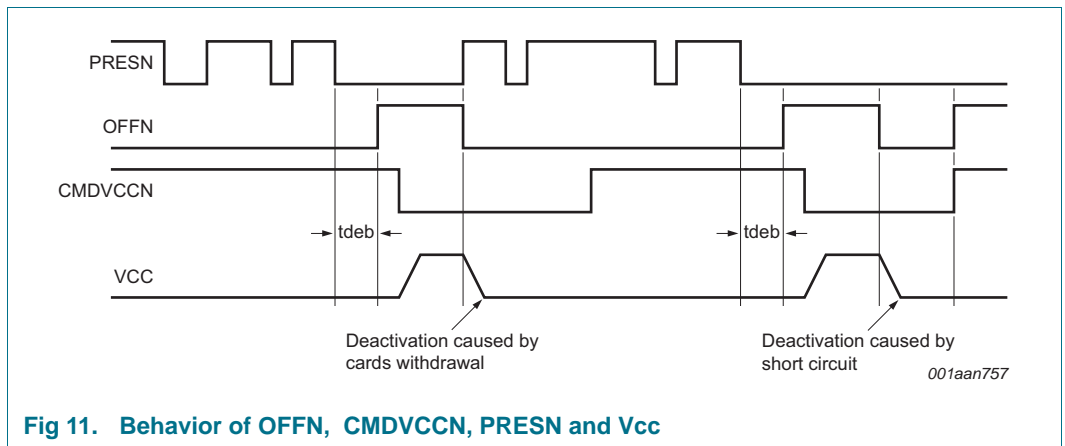 PRESN
OFFN
CMDVCCN
tdeb
tdeb
VCC
Deactivation caused by
cards withdrawal
Deactivation caused by
short circuit
001aan757
Fig 11. Behavior of OFFN, CMDVCCN, PRESN and Vcc